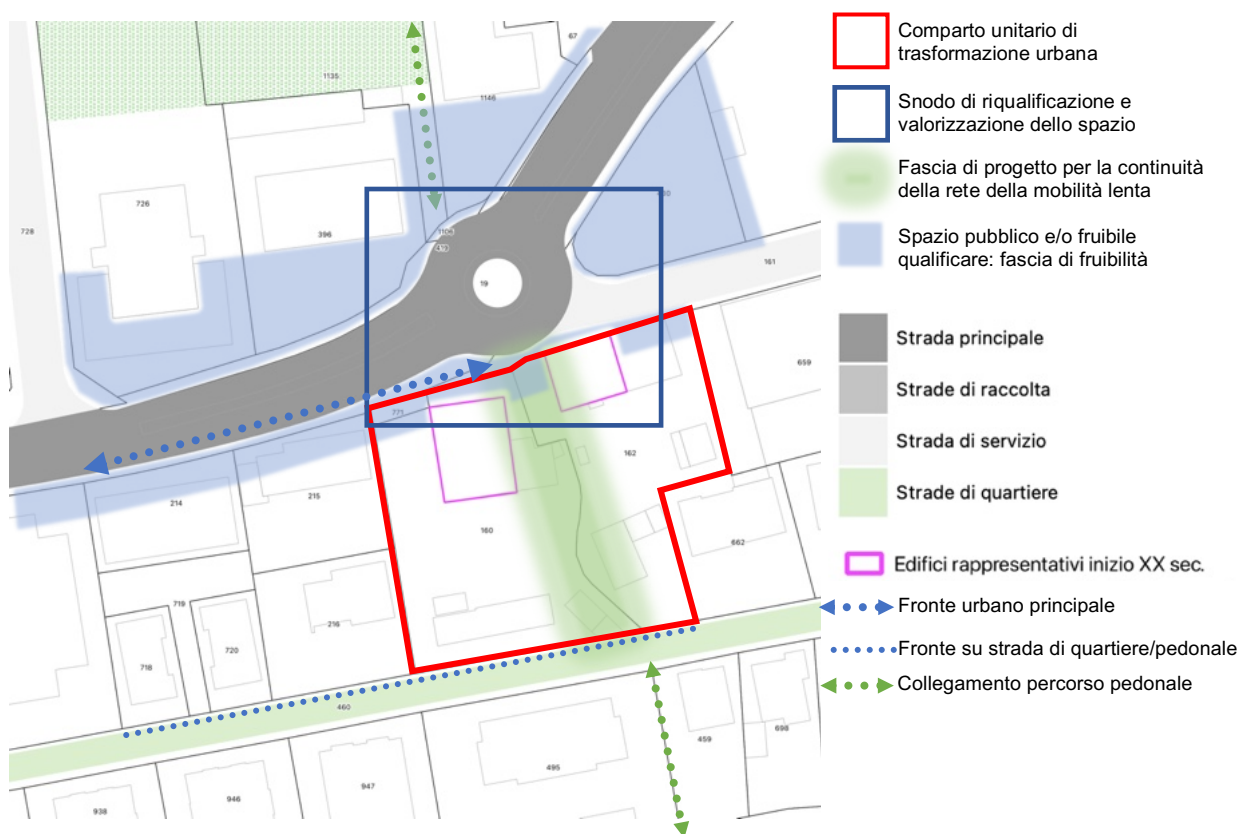 Comparto unitario di
trasformazione urbana
Snodo di riqualificazione e
valorizzazione dello spazio
Fascia di progetto per la continuità
della rete della mobilità lenta
Spazio pubblico e/o fruibile
qualificare: fascia di fruibilità
Strada principale
Strade di raccolta
Strada di servizio
Strade di quartiere
Edifici rappresentativi inizio XX sec.
Fronte urbano principale
Fronte su strada di quartiere/pedonale
Collegamento percorso pedonale
67
1135
1146
726
728
396
1106
419
19
161
659
771
214
215
162
160
662
719
216
718
720
460
459
698
495
947
946
938